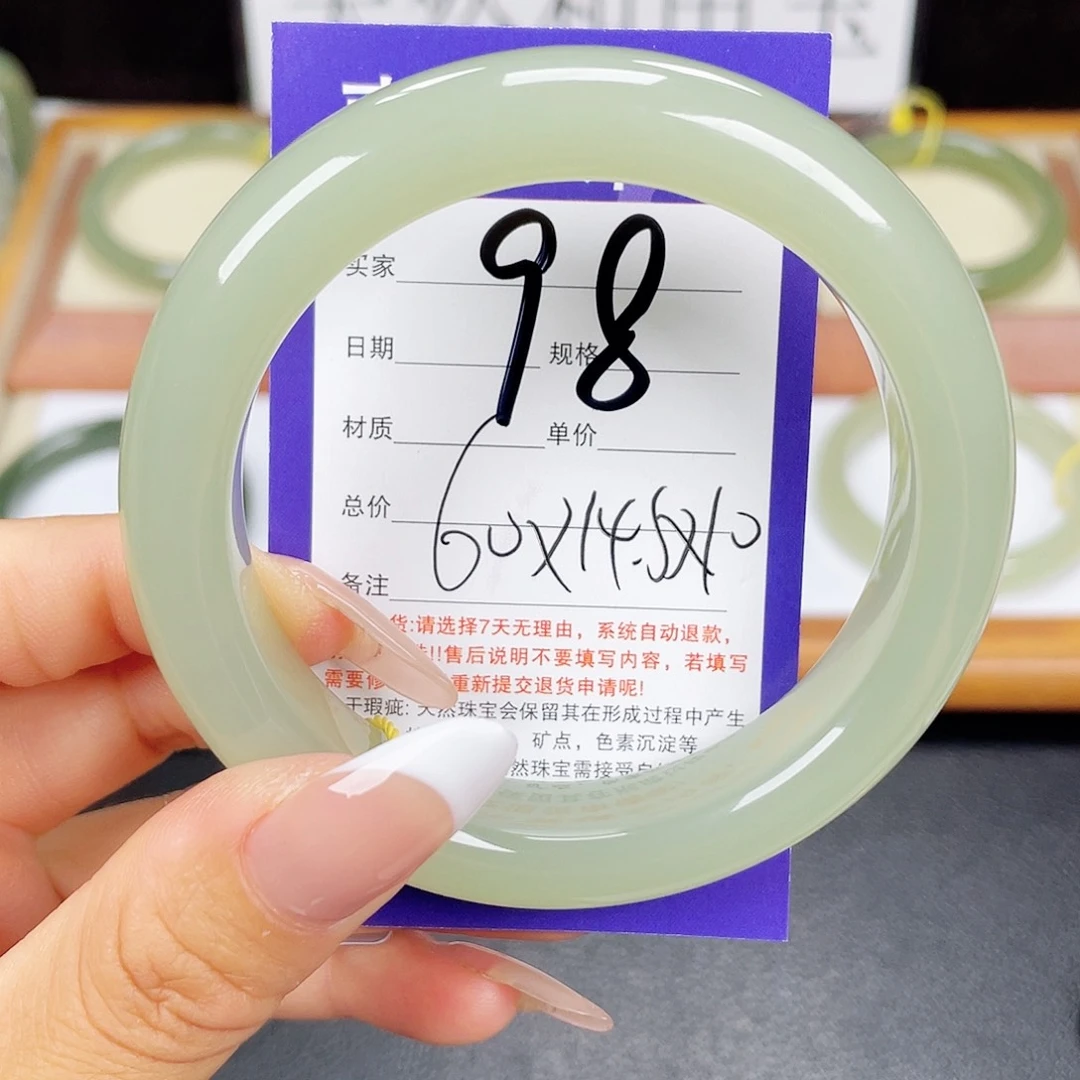 98
买家
日期 规格
材质 单价
总价
60X14.5X10
备注
货:请选择7天无理由，系统自动退款，
!!售后说明不要填写内容，若填写
需要修 重新提交退货申请呢!
于瑕疵: 天然珠宝会保留其在形成过程中产生
矿点，色素沉淀等
然珠宝需接受